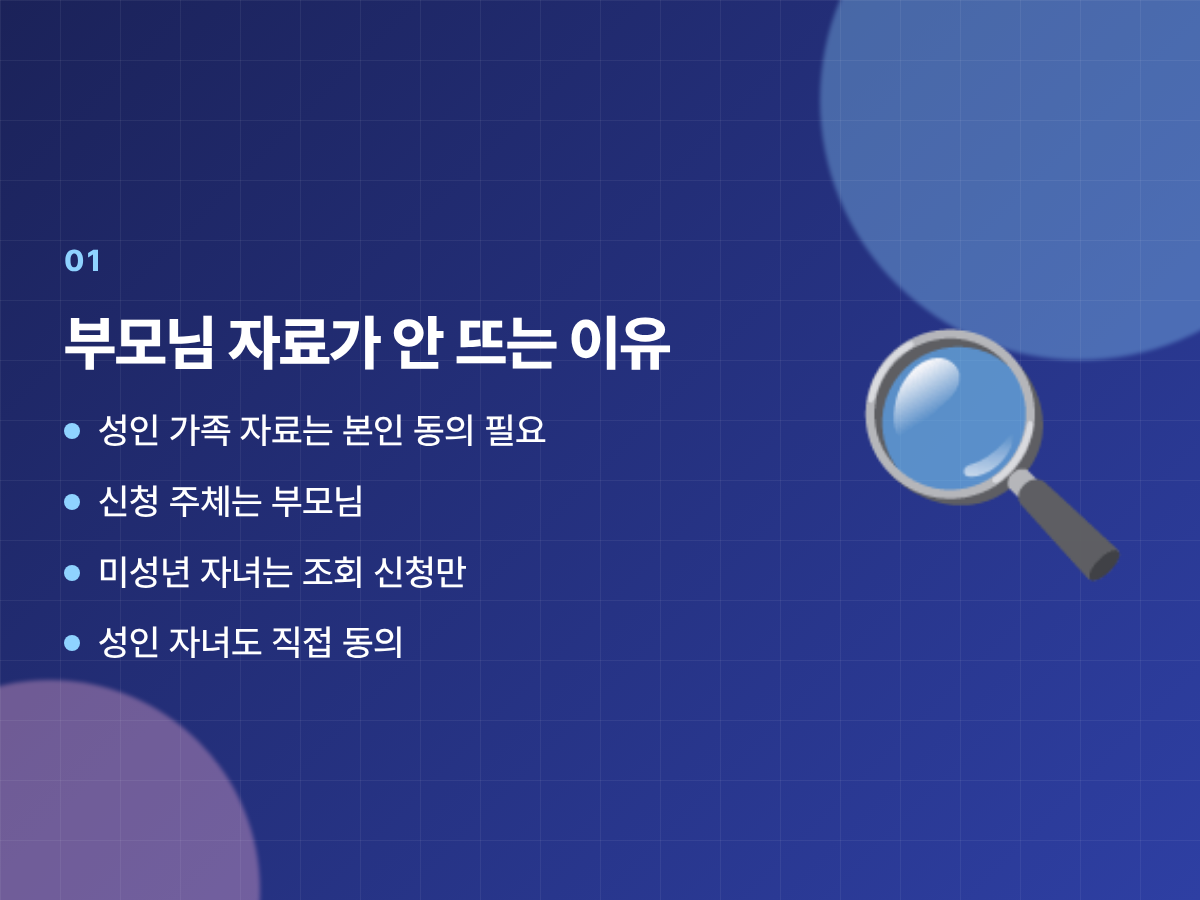 01
부모님 자료가 안 뜨는 이유
성인 가족 자료는 본인 동의 필요
신청 주체는 부모님
미성년 자녀는 조회 신청만
성인 자녀도 직접 동의